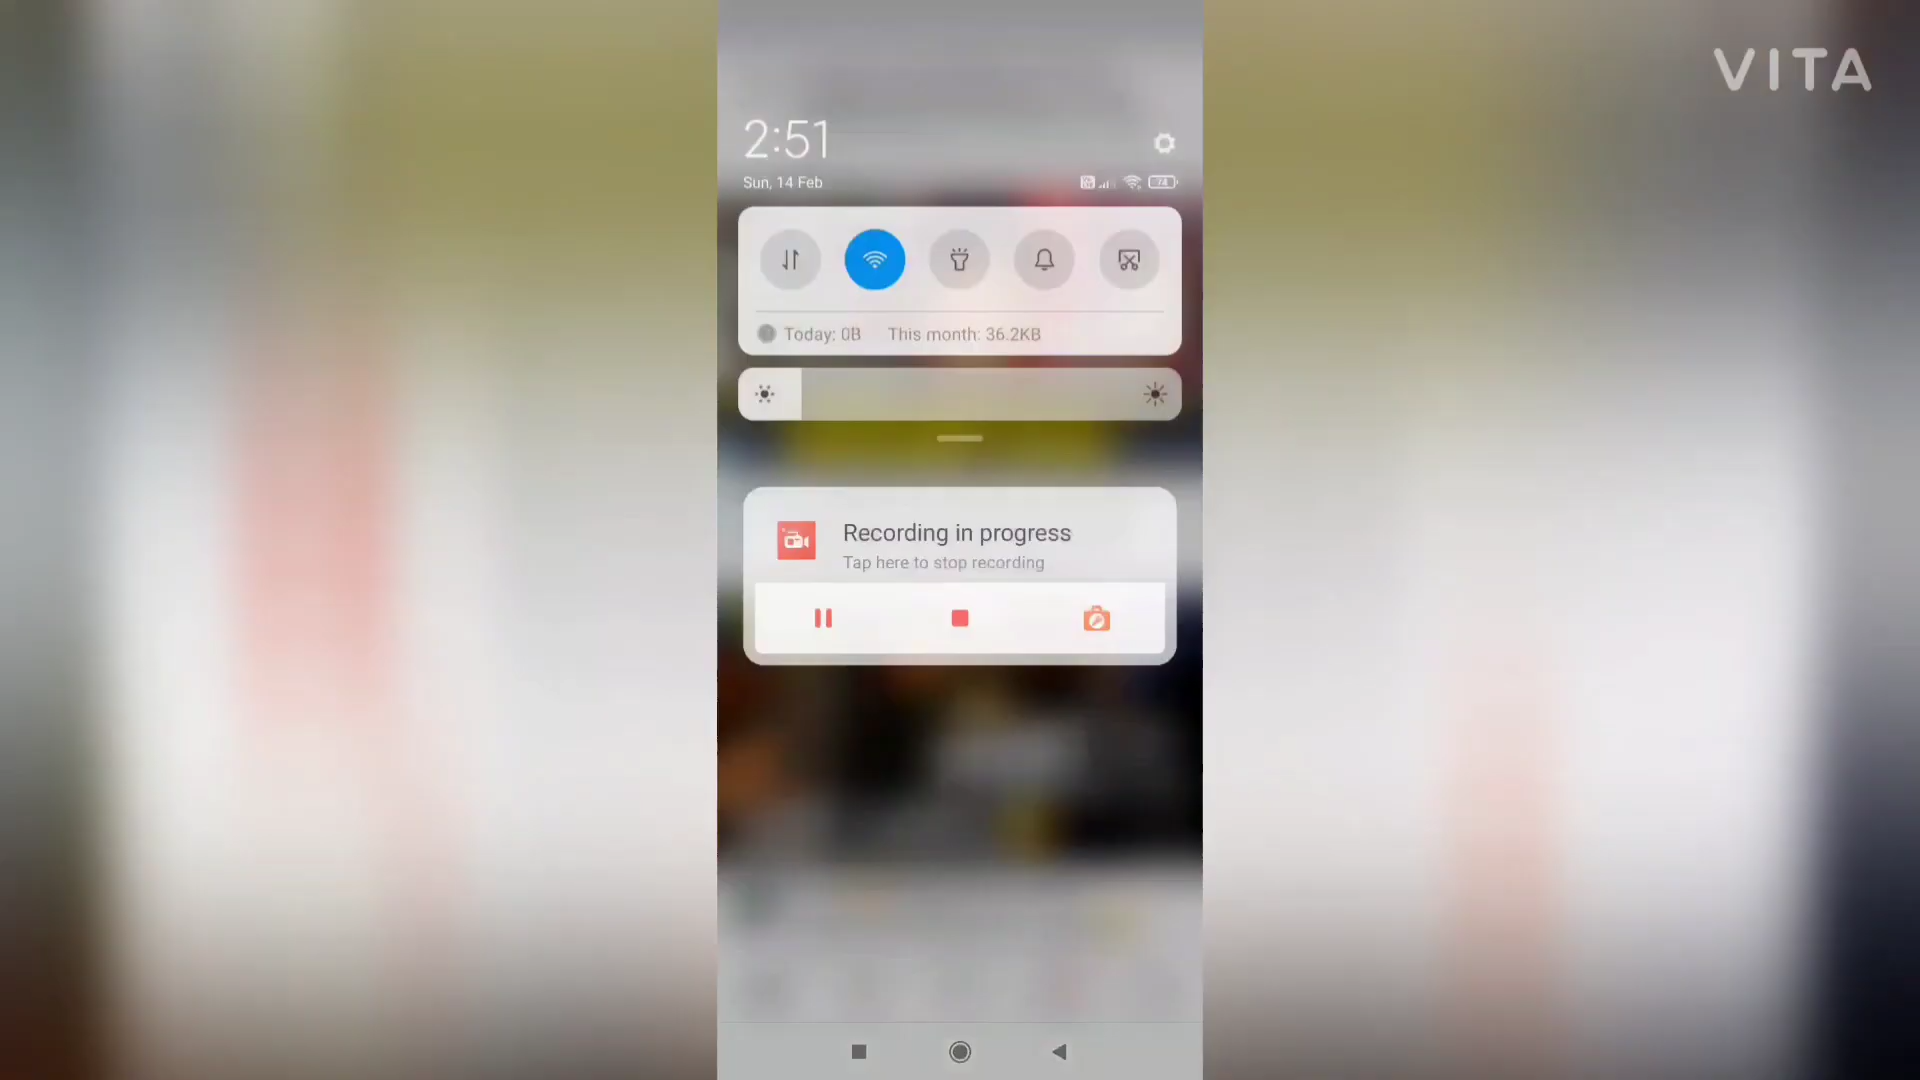 VITA
2:51
Sun, 14 Feb
74
Today: 0B This month: 36.2KB
Recording in progress
Tap here to stop recording